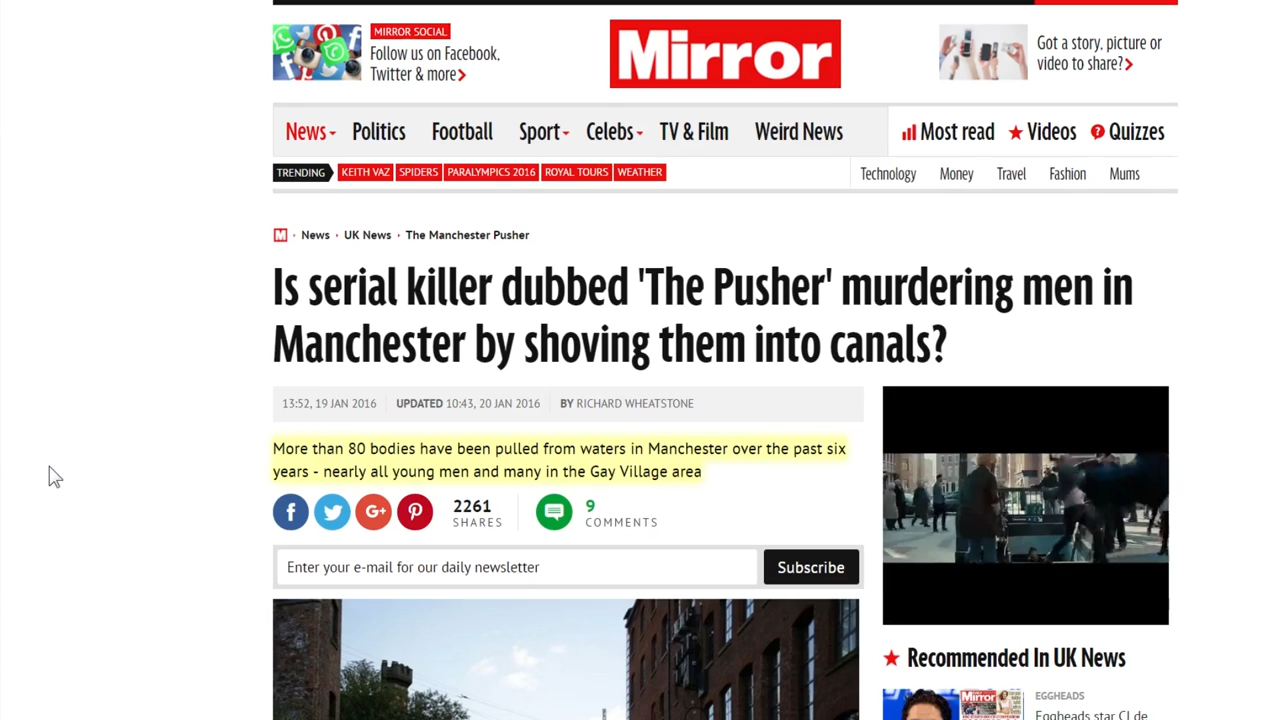 MIRROR SOCIAL
Follow us on Facebook,
Twitter & more
Mirror
Got a story, picture or
video to share?
News Politics Football Sport Celebs TV & Film Weird News Most read Videos Quizzes
TRENDING KEITH VAZ SPIDERS PARALYMPICS 2016 ROYAL TOURS WEATHER Technology Money Travel Fashion Mums
M News UK News The Manchester Pusher
Is serial killer dubbed 'The Pusher' murdering men in
Manchester by shoving them into canals?
13:52, 19 JAN 2016 UPDATED 10:43, 20 JAN 2016 BY RICHARD WHEATSTONE
More than 80 bodies have been pulled from waters in Manchester over the past six
years - nearly all young men and many in the Gay Village area
2261
SHARES
9
COMMENTS
Enter your e-mail for our daily newsletter Subscribe
Recommended In UK News
Mirror
EGGHEADS
Eggheads star CJ de